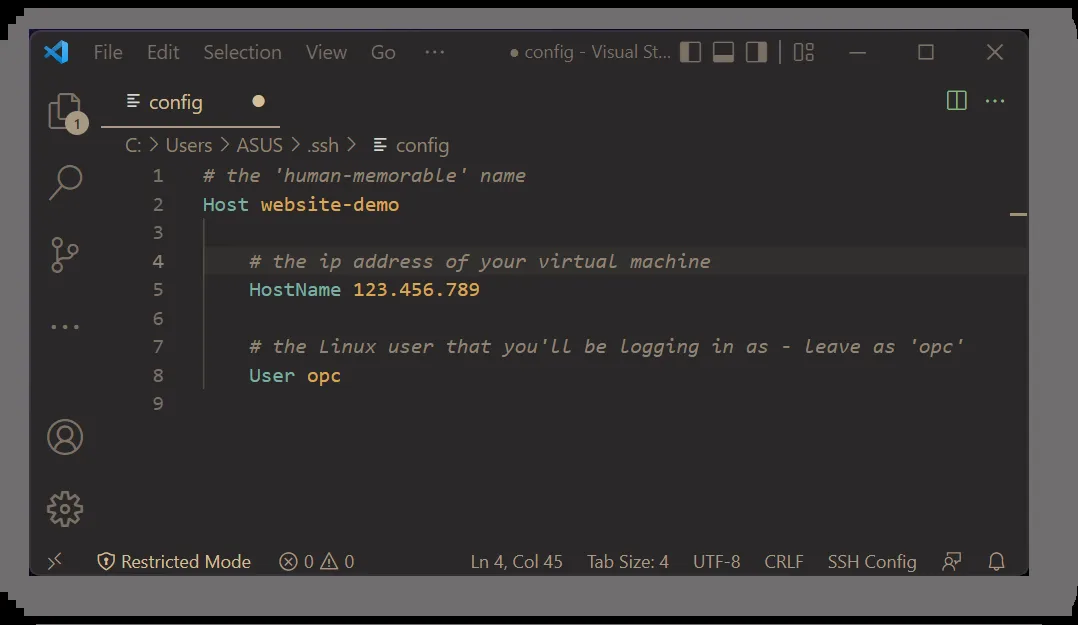 File Edit Selection View Go ··· ● config - Visual St...
config
1
C: > Users > ASUS > .ssh > config
1 # the 'human-memorable' name
2 Host website-demo
3
4 # the ip address of your virtual machine
5 HostName 123.456.789
6
7 # the Linux user that you'll be logging in as - leave as 'opc'
8 User opc
9
Restricted Mode 0 0 Ln 4, Col 45 Tab Size: 4 UTF-8 CRLF SSH Config